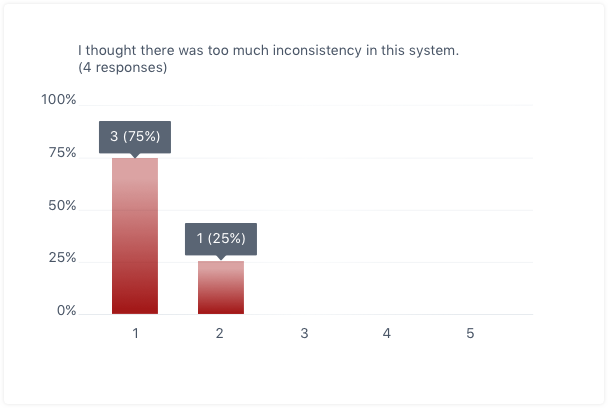 I thought there was too much inconsistency in this system.
(4 responses)
100%
3 (75%)
75%
50%
1 (25%)
25%
0%
1 2 3 4 5